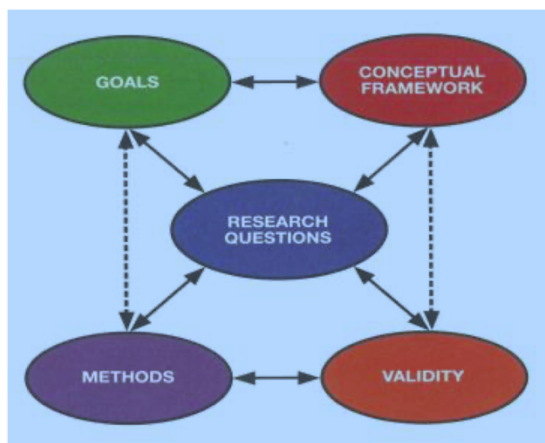 GOALS
CONCEPTUAL
FRAMEWORK
RESEARCH
QUESTIONS
METHODS
VALIDITY